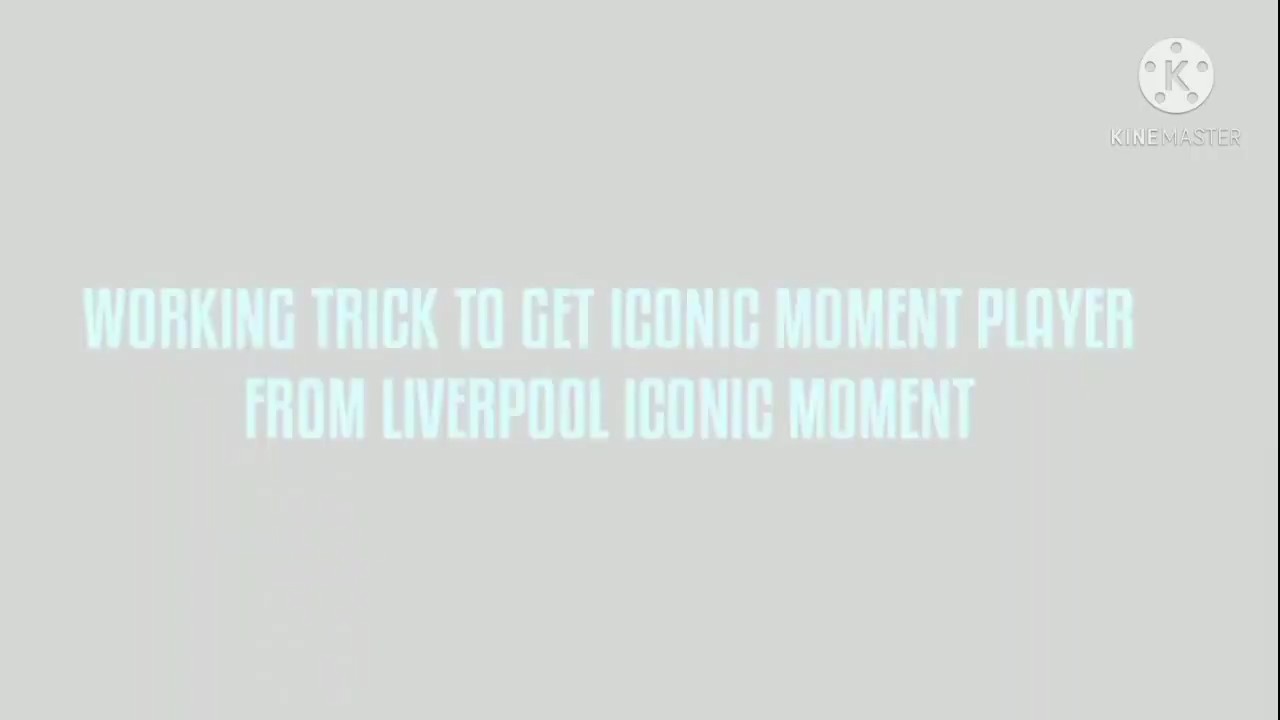 K
KINEMASTER
WORKING TRICK TO GET ICONIC MOMENT PLAYER
FROM LIVERPOOL ICONIC MOMENT